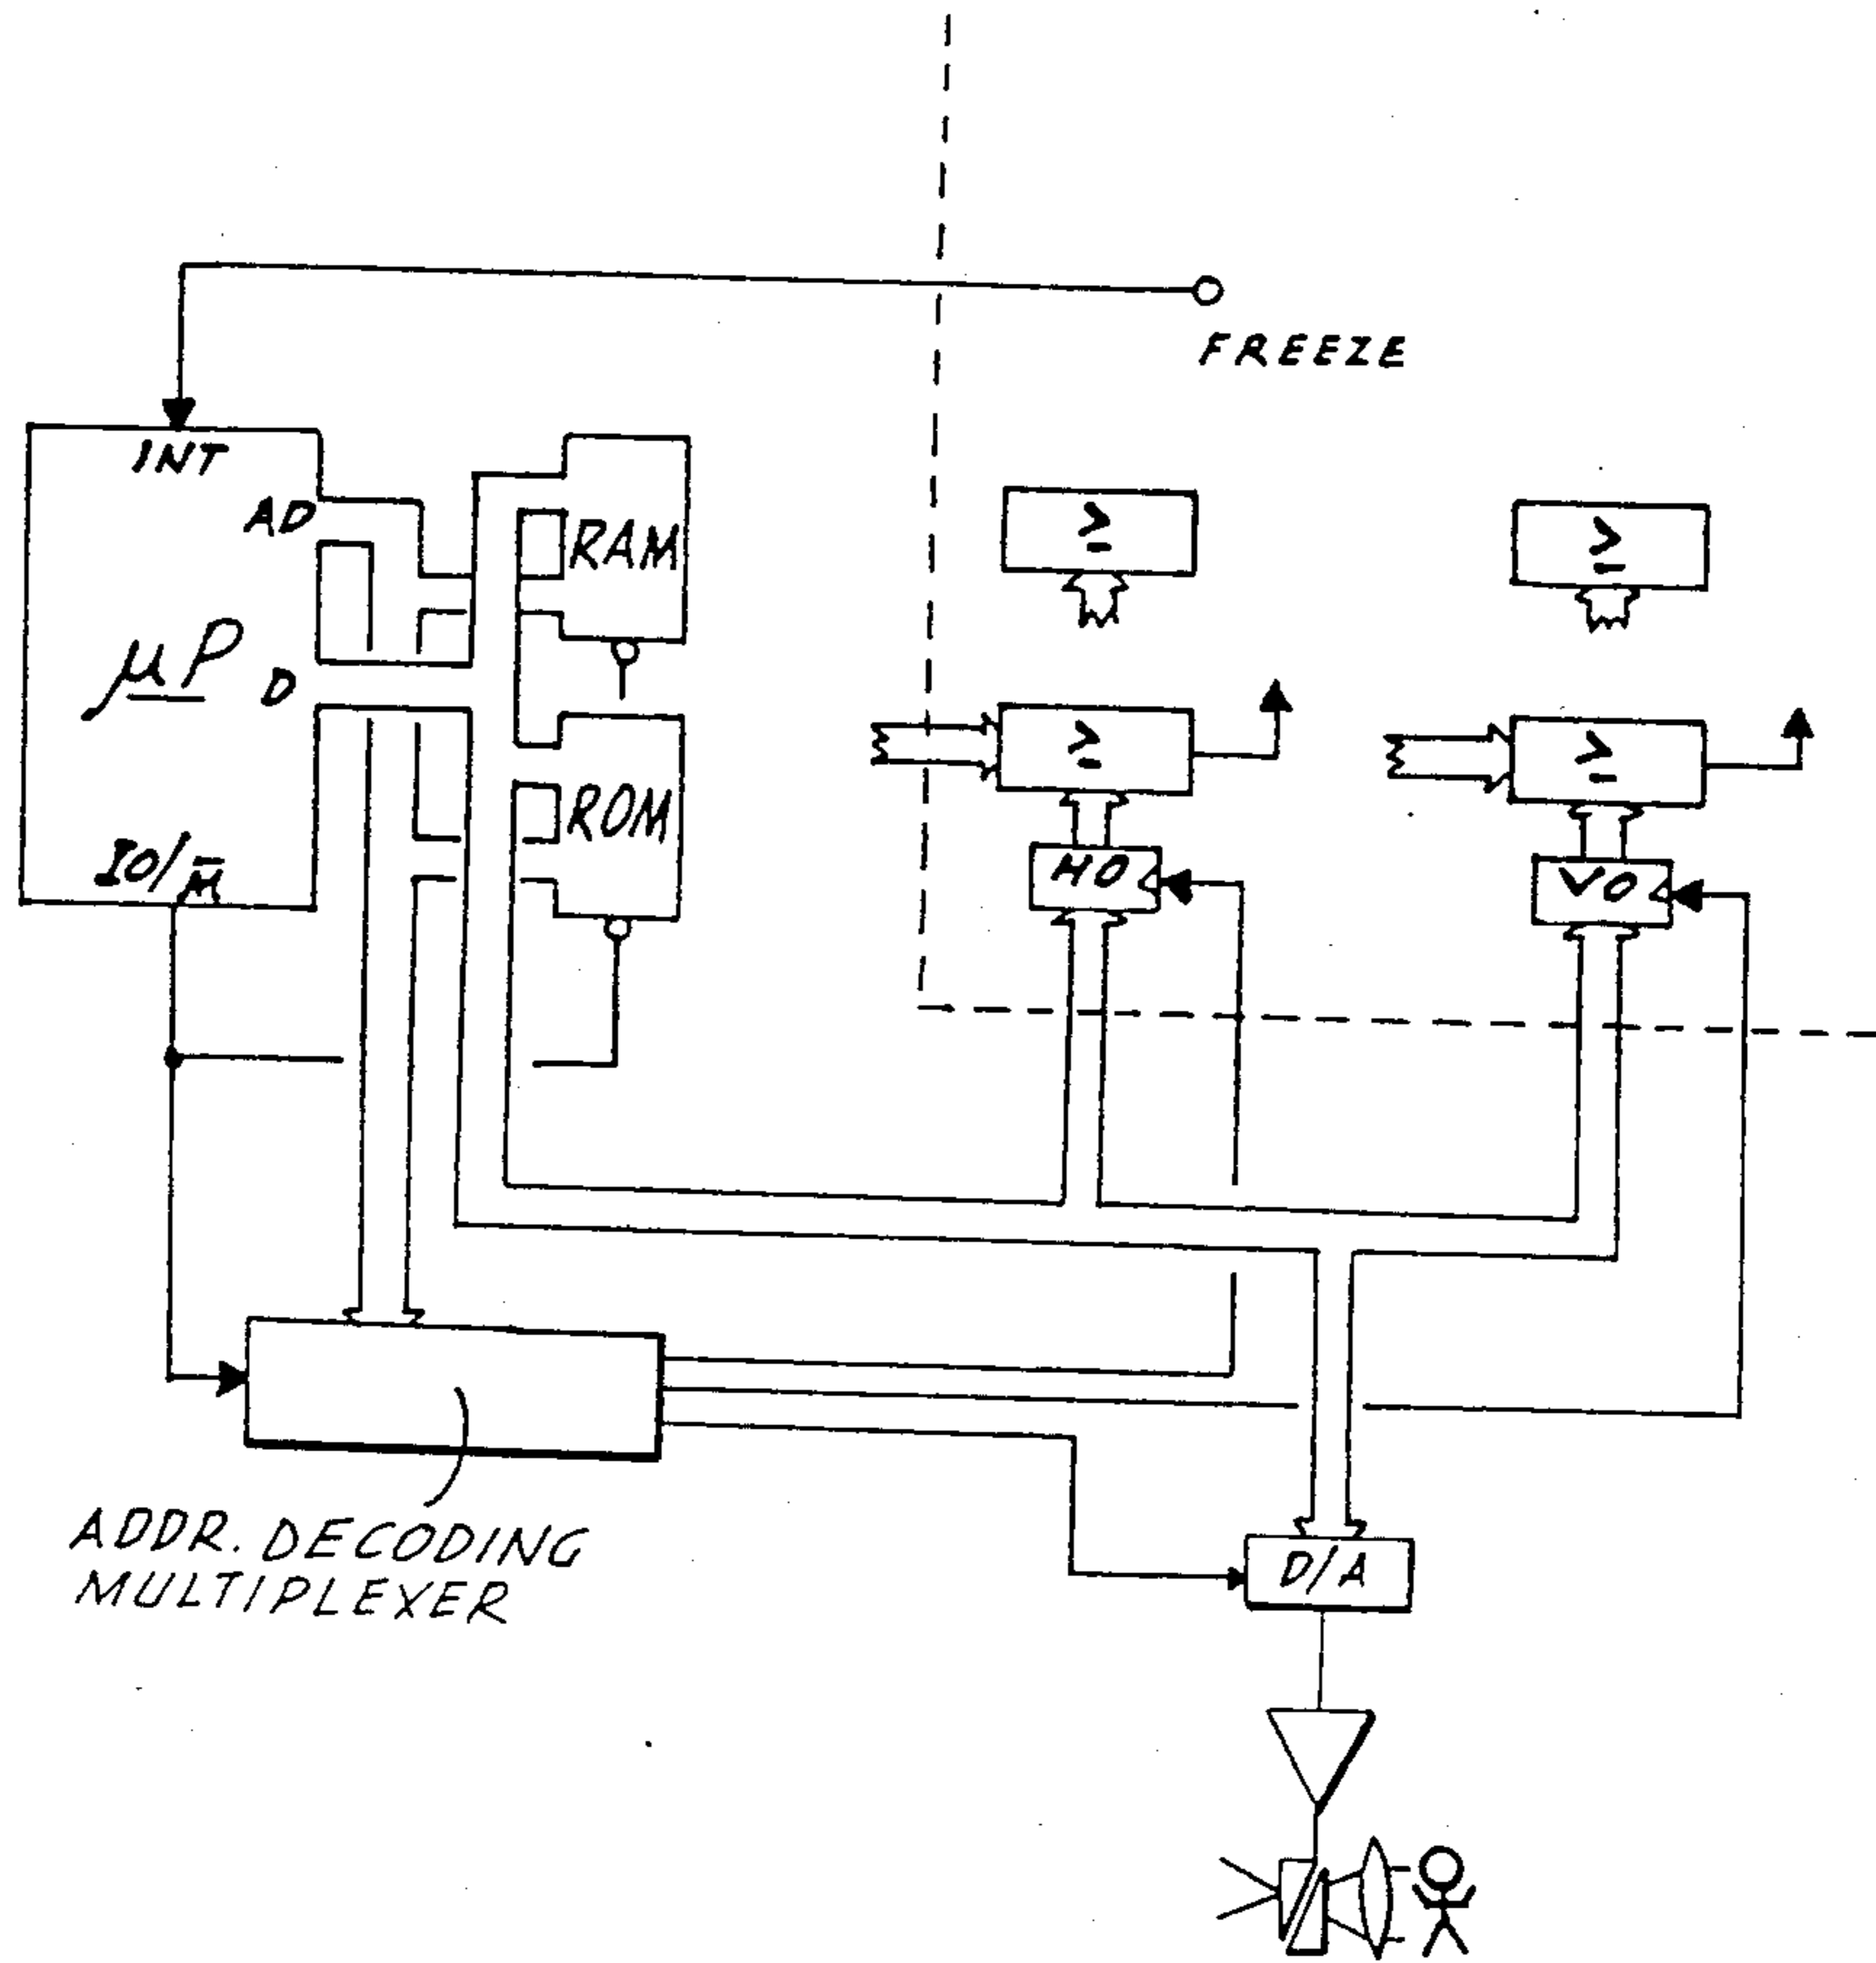 FREEZE
INT
AD
RAM
≥
≥
μP
D
≥
≥
ROM
IO/M̅
HO
VO
ADDR. DECODING
MULTIPLEXER
D/A